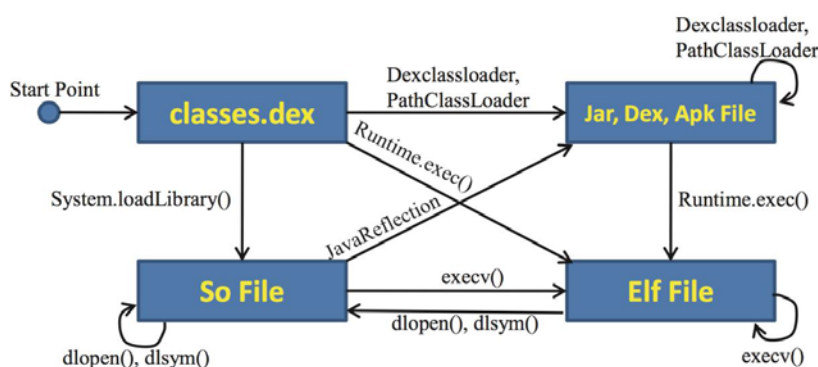 Dexclassloader,
PathClassLoader
Start Point
classes.dex
Dexclassloader,
PathClassLoader
Jar, Dex, Apk File
System.loadLibrary()
Runtime.exec()
JavaReflection
Runtime.exec()
So File
execv()
dlopen(), dlsym()
Elf File
dlopen(), dlsym()
execv()